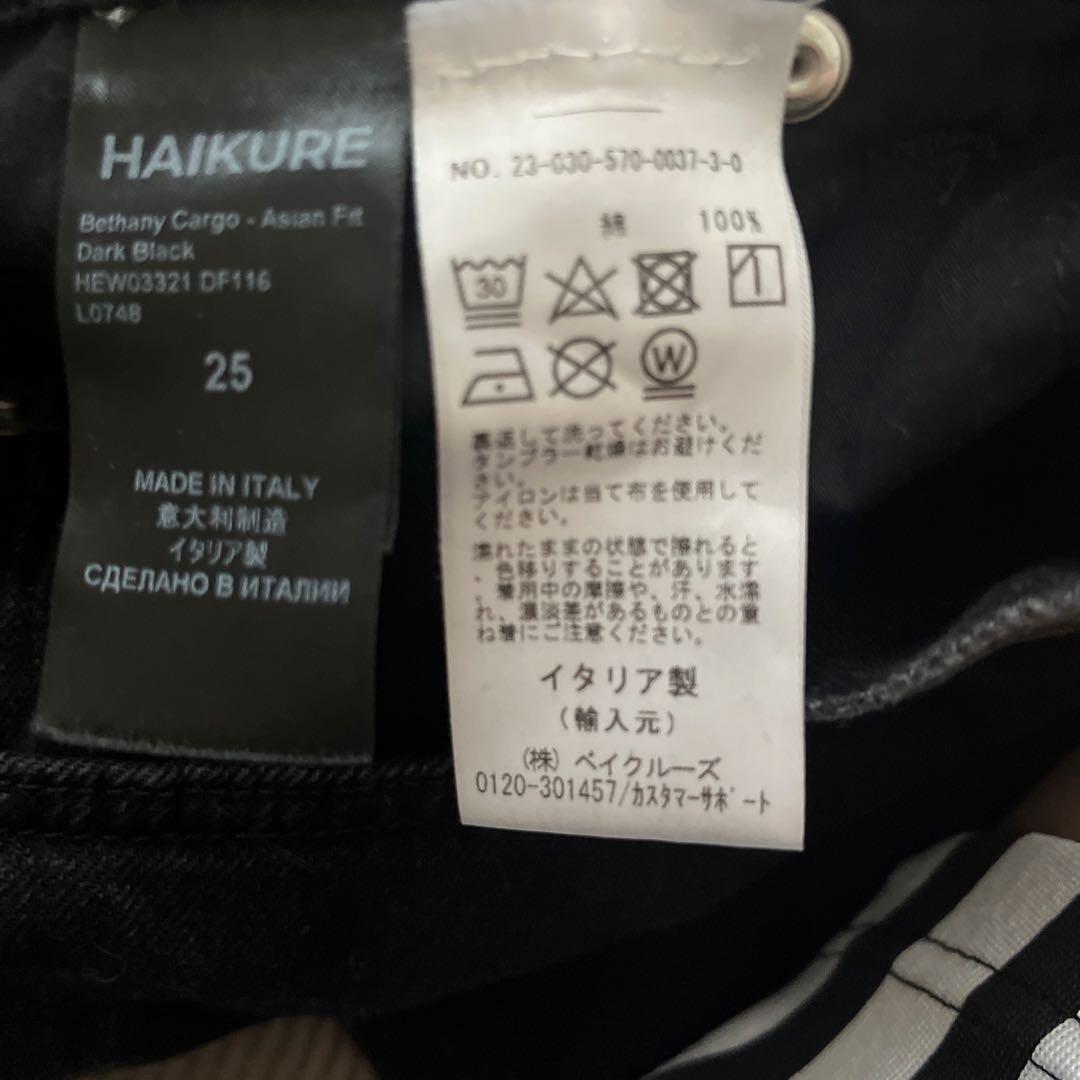 HAIKURE
Bethany Cargo - Asian Fit
Dark Black
HEW03321 DF116
L0748
25
MADE IN ITALY
意大利制造
イタリア製
СДЕЛАНО В ИТАЛИИ
NO. 23-030-570-0037-3-0
綿 100%
30
W
裏返して洗ってください。
タンブラー乾燥はお避けくだ
さい。
アイロンは当て布を使用して
ください。
濡れたままの状態で擦れると
、色移りすることがあります
。着用中の摩擦や、汗、水濡
れ、濃淡差があるものとの重
ね着にご注意ください。
イタリア製
(輸入元)
(株) ベイクルーズ
0120-301457/カスタマーサポート